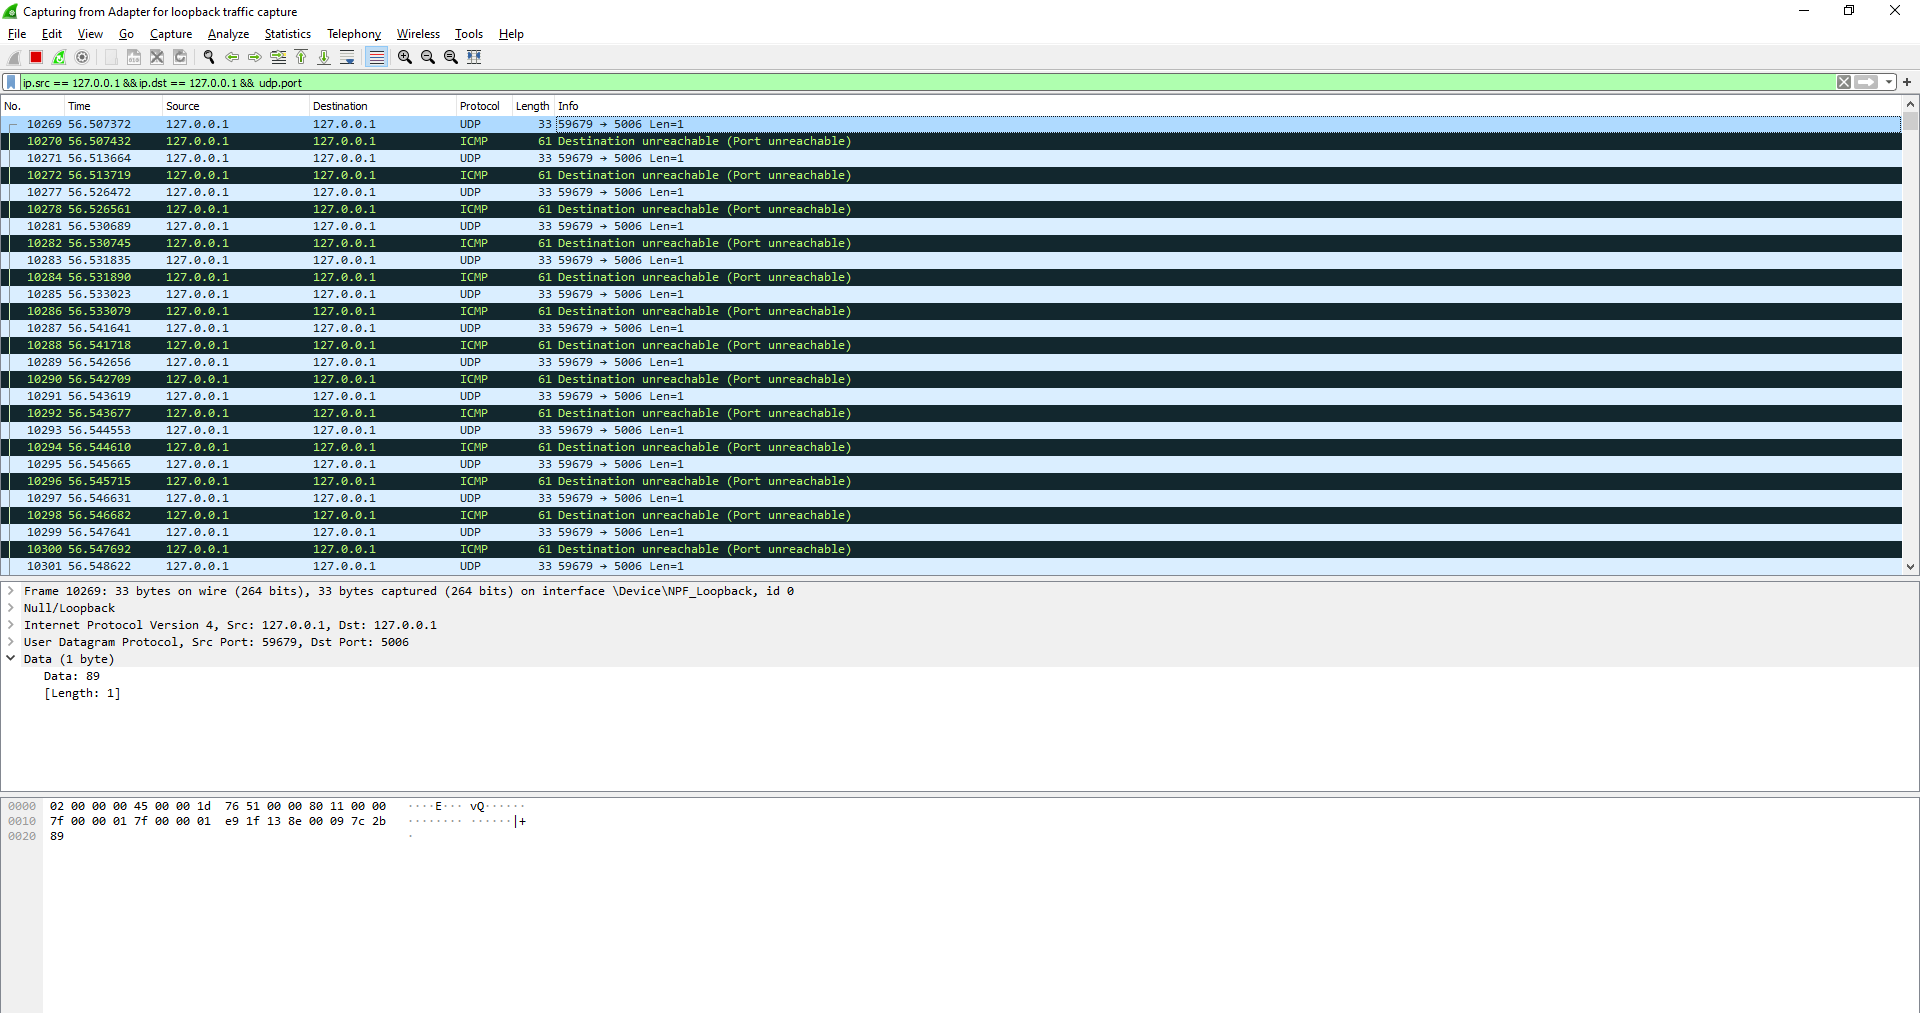 Capturing from Adapter for loopback traffic capture
File Edit View Go Capture Analyze Statistics Telephony Wireless Tools Help
ip.src == 127.0.0.1 &&ip.dst == 127.0.0.1 && udp.port
No. Time Source Destination Protocol Length Info
10269 56.507372 127.0.0.1 127.0.0.1 UDP 33 59679 → 5006 Len=1
10270 56.507432 127.0.0.1 127.0.0.1 ICMP 61 Destination unreachable (Port unreachable)
10271 56.513664 127.0.0.1 127.0.0.1 UDP 33 59679 → 5006 Len=1
10272 56.513719 127.0.0.1 127.0.0.1 ICMP 61 Destination unreachable (Port unreachable)
10277 56.526472 127.0.0.1 127.0.0.1 UDP 33 59679 → 5006 Len=1
10278 56.526561 127.0.0.1 127.0.0.1 ICMP 61 Destination unreachable (Port unreachable)
10281 56.530689 127.0.0.1 127.0.0.1 UDP 33 59679 → 5006 Len=1
10282 56.530745 127.0.0.1 127.0.0.1 ICMP 61 Destination unreachable (Port unreachable)
10283 56.531835 127.0.0.1 127.0.0.1 UDP 33 59679 → 5006 Len=1
10284 56.531890 127.0.0.1 127.0.0.1 ICMP 61 Destination unreachable (Port unreachable)
10285 56.533023 127.0.0.1 127.0.0.1 UDP 33 59679 → 5006 Len=1
10286 56.533079 127.0.0.1 127.0.0.1 ICMP 61 Destination unreachable (Port unreachable)
10287 56.541641 127.0.0.1 127.0.0.1 UDP 33 59679 → 5006 Len=1
10288 56.541718 127.0.0.1 127.0.0.1 ICMP 61 Destination unreachable (Port unreachable)
10289 56.542656 127.0.0.1 127.0.0.1 UDP 33 59679 → 5006 Len=1
10290 56.542709 127.0.0.1 127.0.0.1 ICMP 61 Destination unreachable (Port unreachable)
10291 56.543619 127.0.0.1 127.0.0.1 UDP 33 59679 → 5006 Len=1
10292 56.543677 127.0.0.1 127.0.0.1 ICMP 61 Destination unreachable (Port unreachable)
10293 56.544553 127.0.0.1 127.0.0.1 UDP 33 59679 → 5006 Len=1
10294 56.544610 127.0.0.1 127.0.0.1 ICMP 61 Destination unreachable (Port unreachable)
10295 56.545665 127.0.0.1 127.0.0.1 UDP 33 59679 → 5006 Len=1
10296 56.545715 127.0.0.1 127.0.0.1 ICMP 61 Destination unreachable (Port unreachable)
10297 56.546631 127.0.0.1 127.0.0.1 UDP 33 59679 → 5006 Len=1
10298 56.546682 127.0.0.1 127.0.0.1 ICMP 61 Destination unreachable (Port unreachable)
10299 56.547641 127.0.0.1 127.0.0.1 UDP 33 59679 → 5006 Len=1
10300 56.547692 127.0.0.1 127.0.0.1 ICMP 61 Destination unreachable (Port unreachable)
10301 56.548622 127.0.0.1 127.0.0.1 UDP 33 59679 → 5006 Len=1
Frame 10269: 33 bytes on wire (264 bits), 33 bytes captured (264 bits) on interface \Device\NPF_Loopback, id 0
Null/Loopback
Internet Protocol Version 4, Src: 127.0.0.1, Dst: 127.0.0.1
User Datagram Protocol, Src Port: 59679, Dst Port: 5006
Data (1 byte)
Data: 89
[Length: 1]
0000 02 00 00 00 45 00 00 1d 76 51 00 00 80 11 00 00 ····E··· vQ······
0010 7f 00 00 01 7f 00 00 01 e9 1f 13 8e 00 09 7c 2b ········ ······|+
0020 89 ·